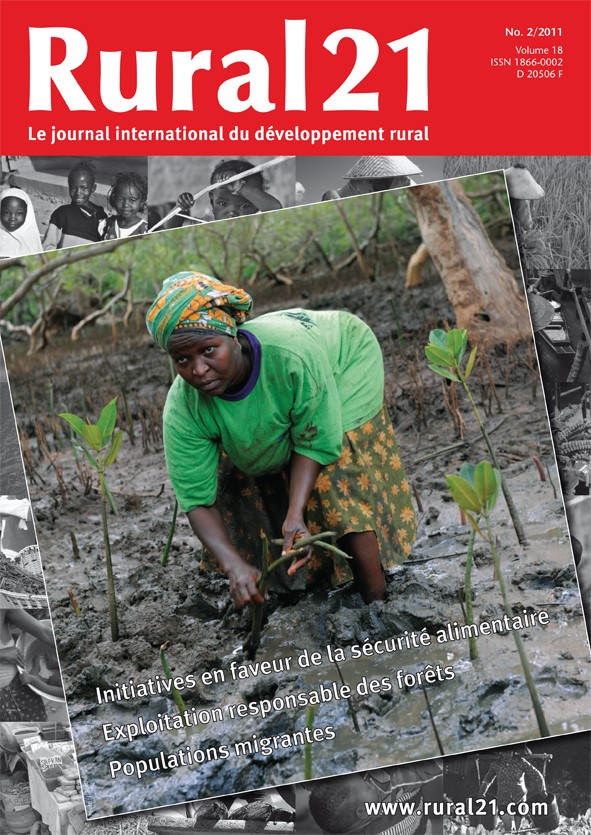 Rural21
No. 2/2011
Volume 18
ISSN 1866-0002
D 20506 F
Le journal international du développement rural
Initiatives en faveur de la sécurité alimentaire
Exploitation responsable des forêts
Populations migrantes
www.rural21.com